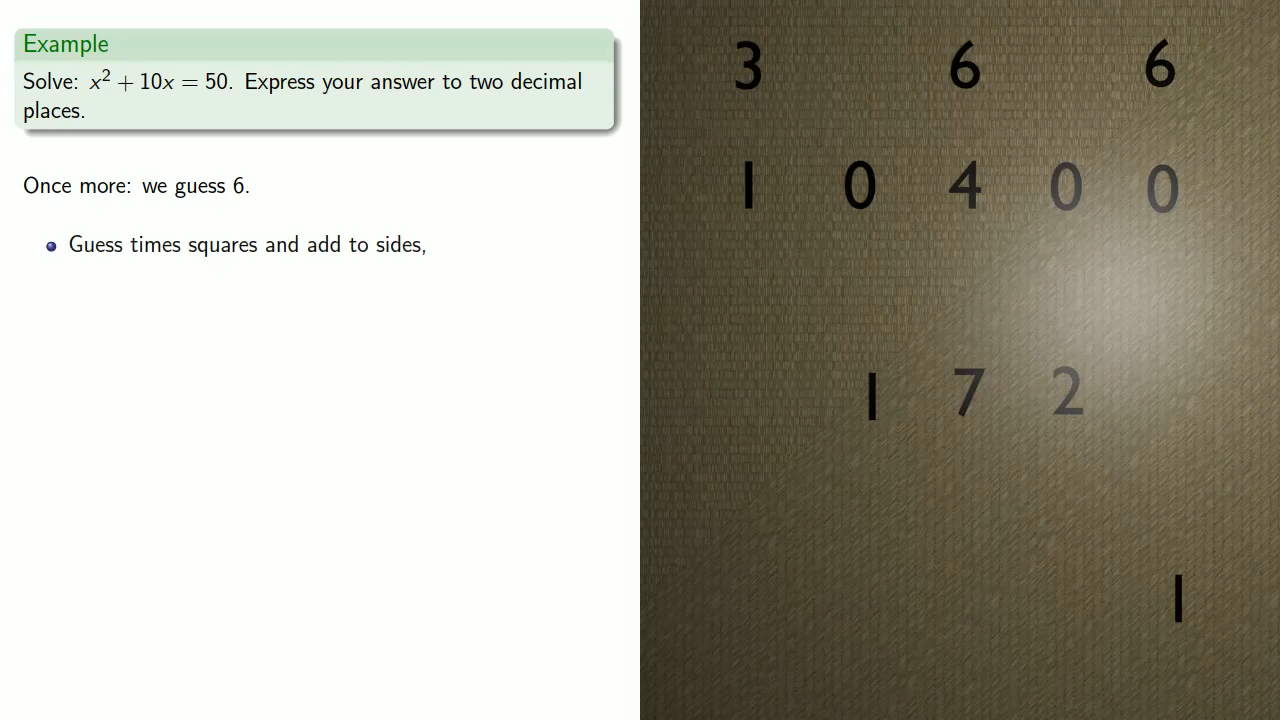 Example
Solve: x² + 10x = 50. Express your answer to two decimal
places.
Once more: we guess 6.
Guess times squares and add to sides,
3 6 6
1 0 4 0 0
1 7 2
1